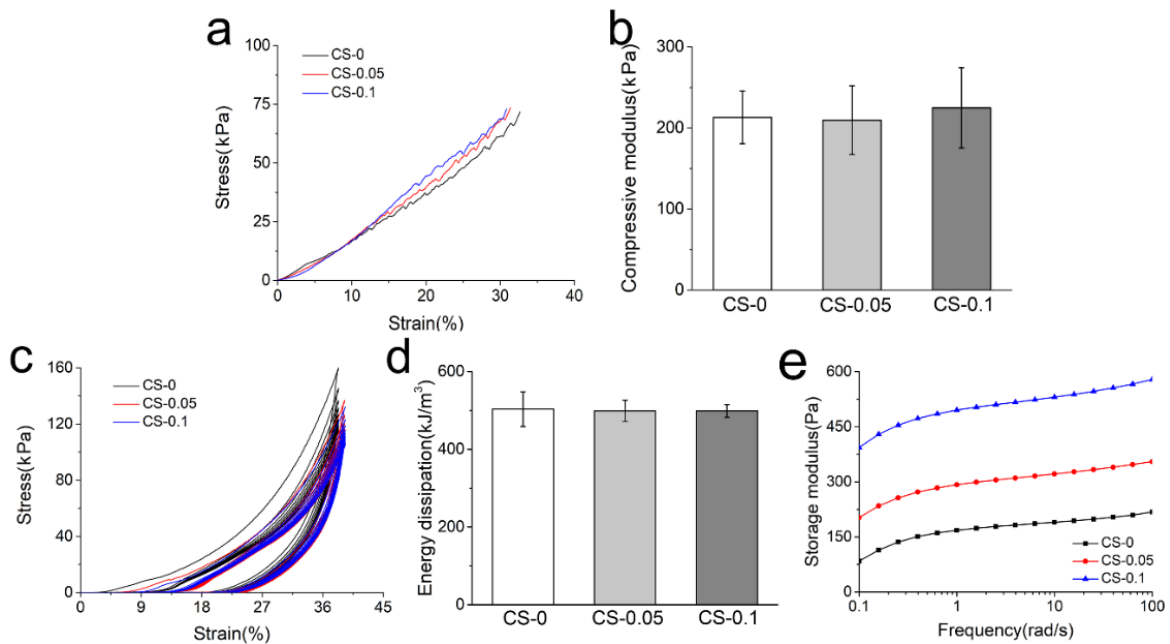 a
100
75
50
25
0
Stress(kPa)
CS-0
CS-0.05
CS-0.1
0 10 20 30 40
Strain(%)
b
300
200
100
0
Compressive modulus(kPa)
CS-0 CS-0.05 CS-0.1
c
160
120
80
40
0
Stress(kPa)
CS-0
CS-0.05
CS-0.1
0 9 18 27 36 45
Strain(%)
d
600
400
200
0
Energy dissipation(kJ/m³)
CS-0 CS-0.05 CS-0.1
e
600
450
300
150
0
Storage modulus(Pa)
CS-0
CS-0.05
CS-0.1
0.1 1 10 100
Frequency(rad/s)